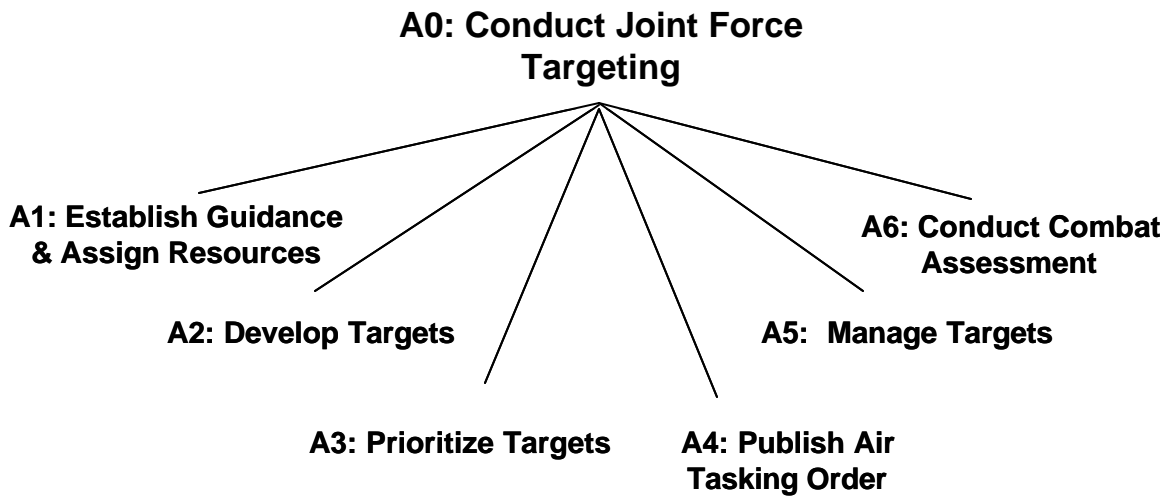 A0: Conduct Joint Force
Targeting
A1: Establish Guidance
& Assign Resources
A6: Conduct Combat
Assessment
A2: Develop Targets
A5:  Manage Targets
A3: Prioritize Targets
A4: Publish Air
Tasking Order